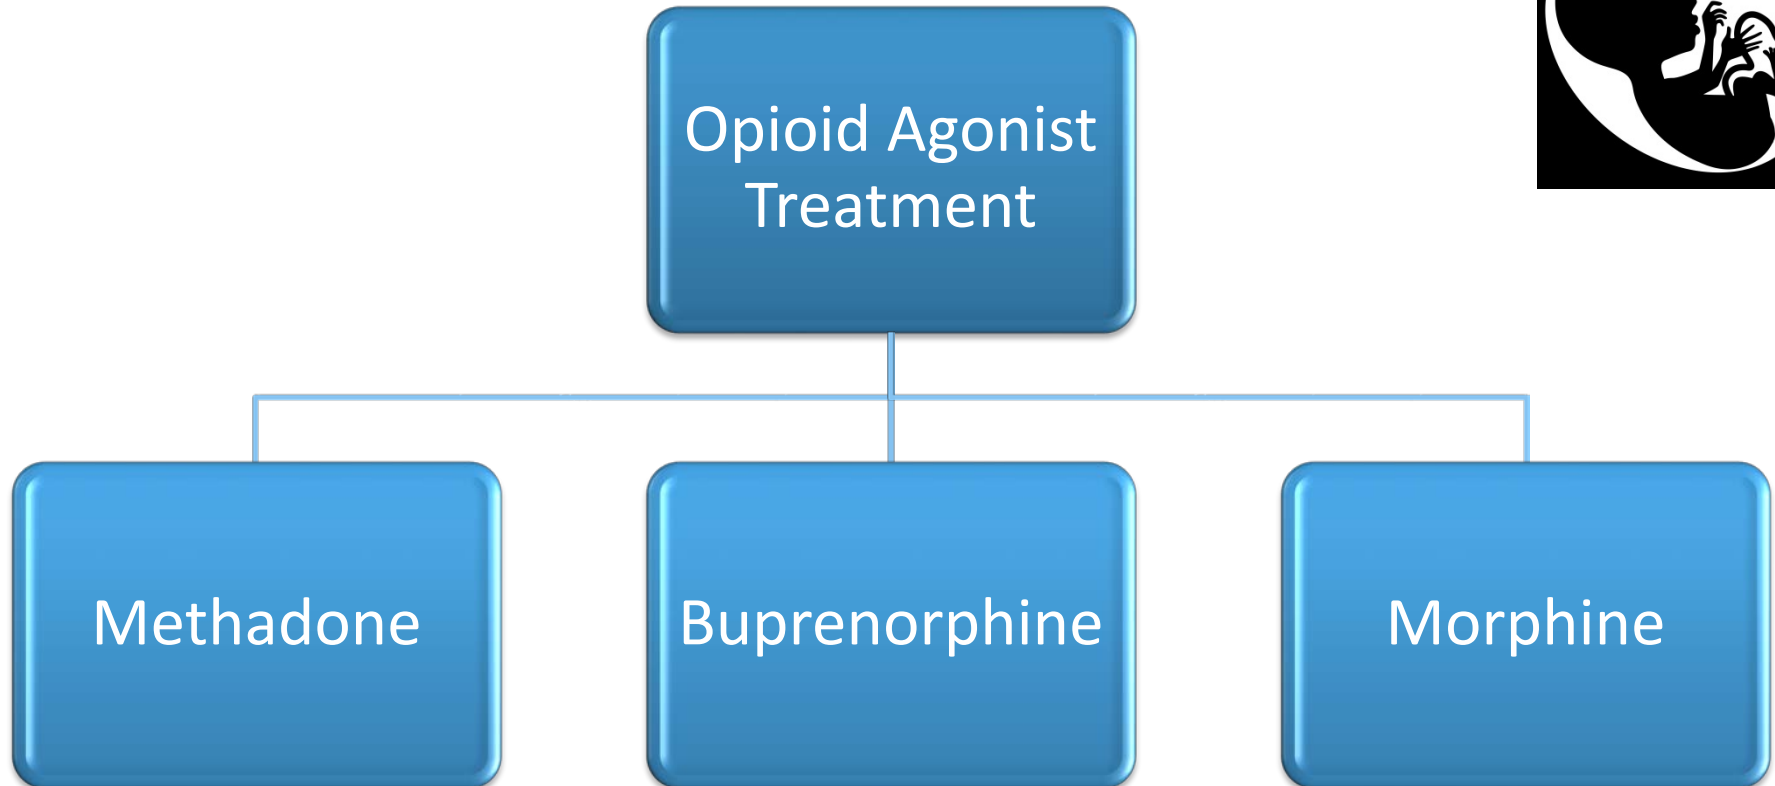 Opioid Agonist
Treatment
Methadone
Buprenorphine
Morphine